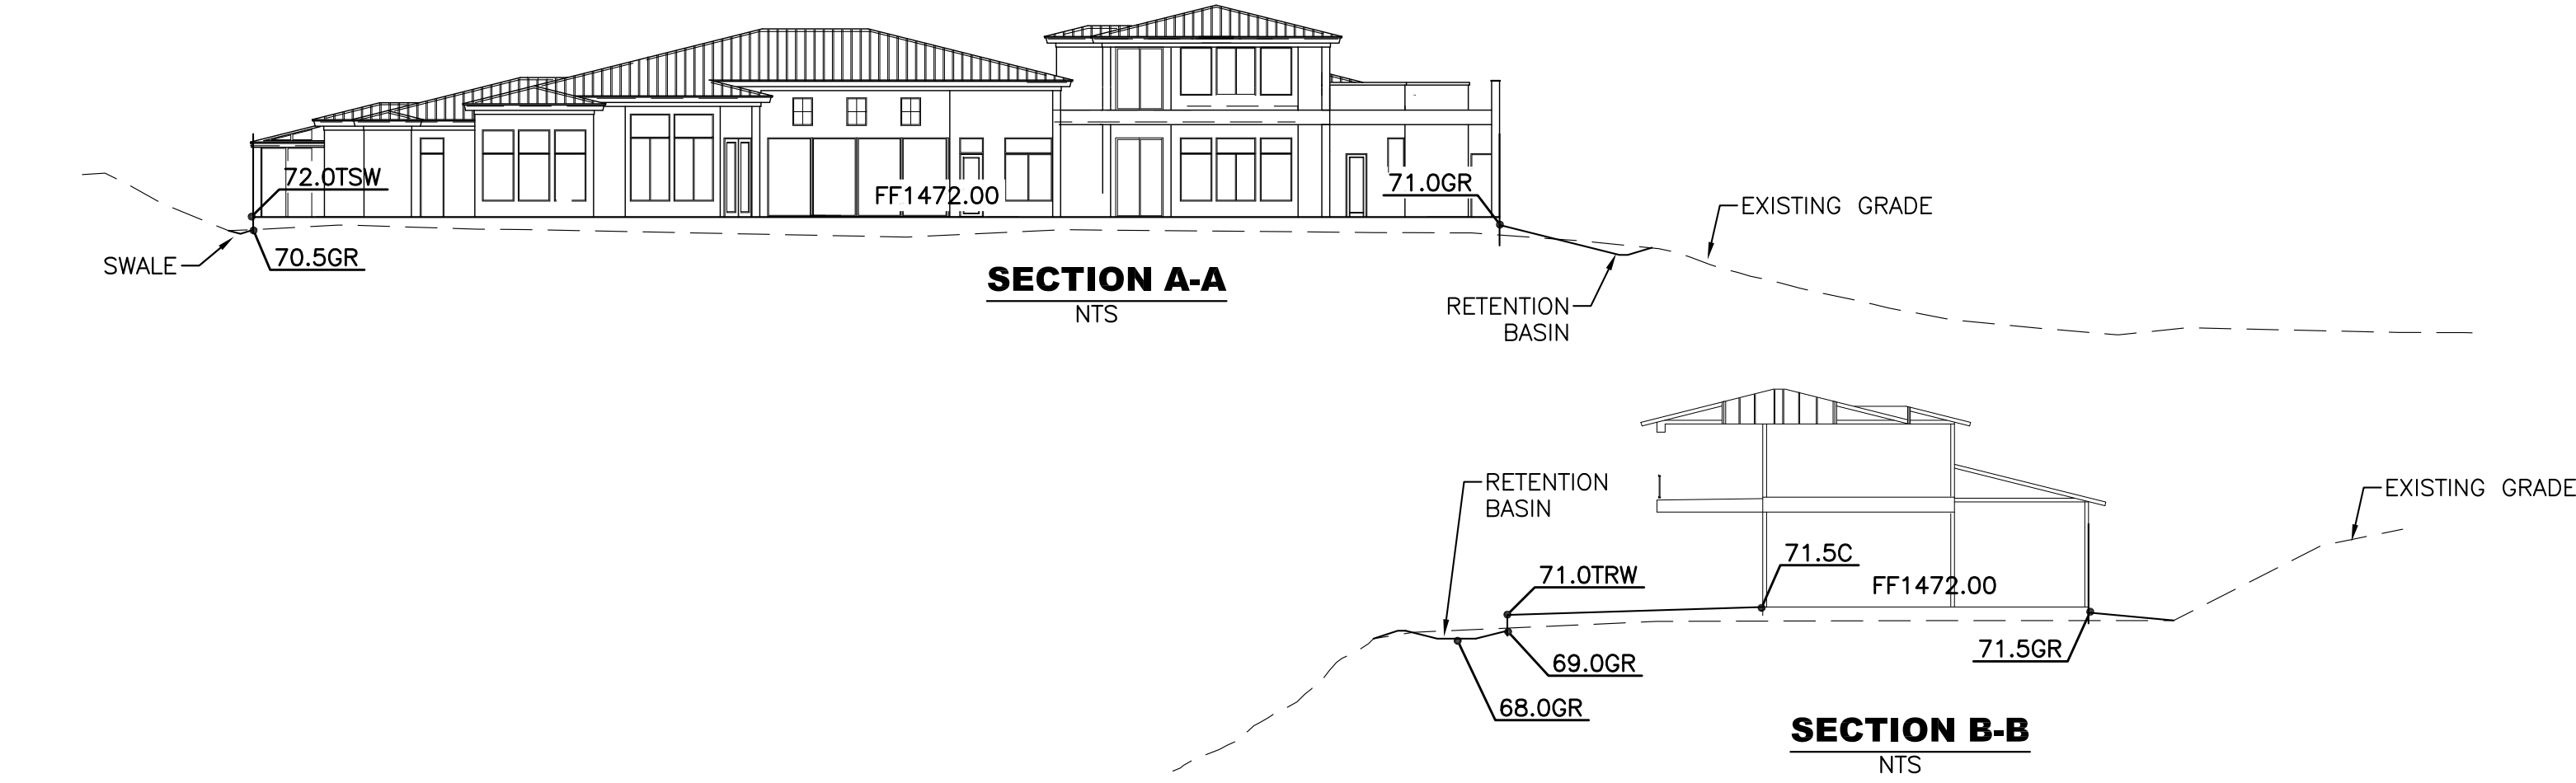 72.0TSW
FF1472.00
71.0GR
EXISTING GRADE
SWALE
70.5GR
SECTION A-A
NTS
RETENTION
BASIN
RETENTION
BASIN
EXISTING GRADE
71.5C
71.0TRW
FF1472.00
69.0GR
71.5GR
68.0GR
SECTION B-B
NTS